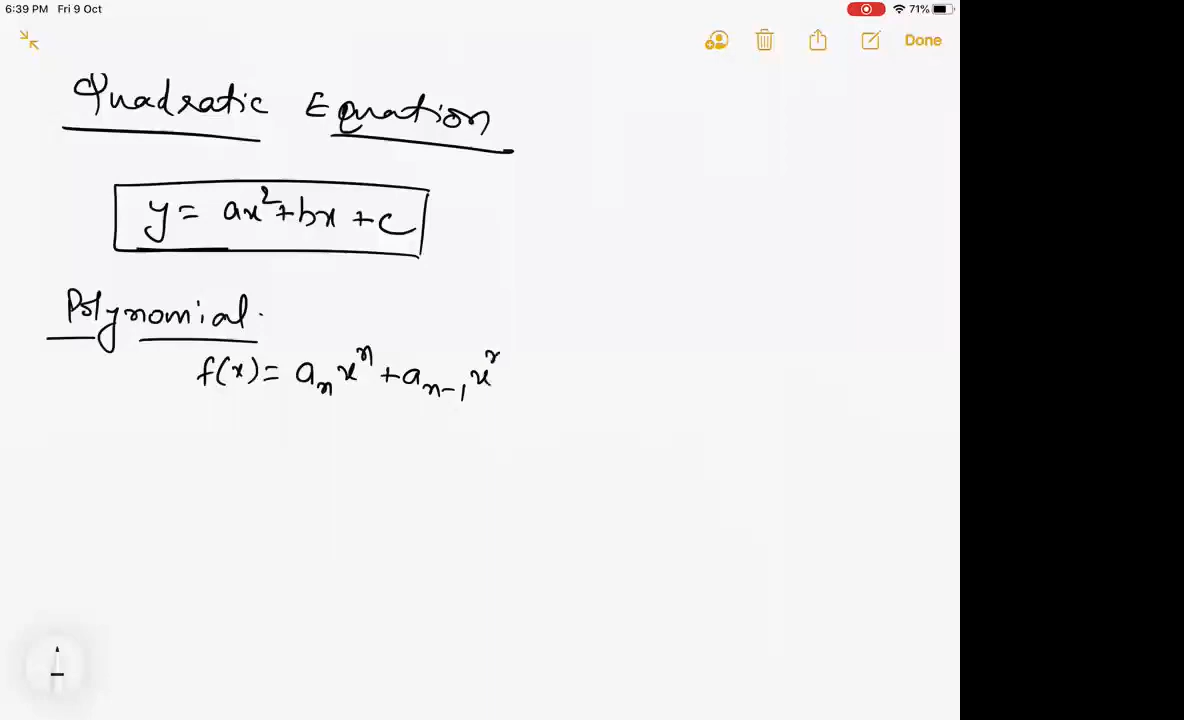 6:39 PM Fri 9 Oct 71%
Done
Quadratic Equation
y = ax²+bx +c
Polynomial.
f(x)= aₙxⁿ +aₙ₋₁xⁿ